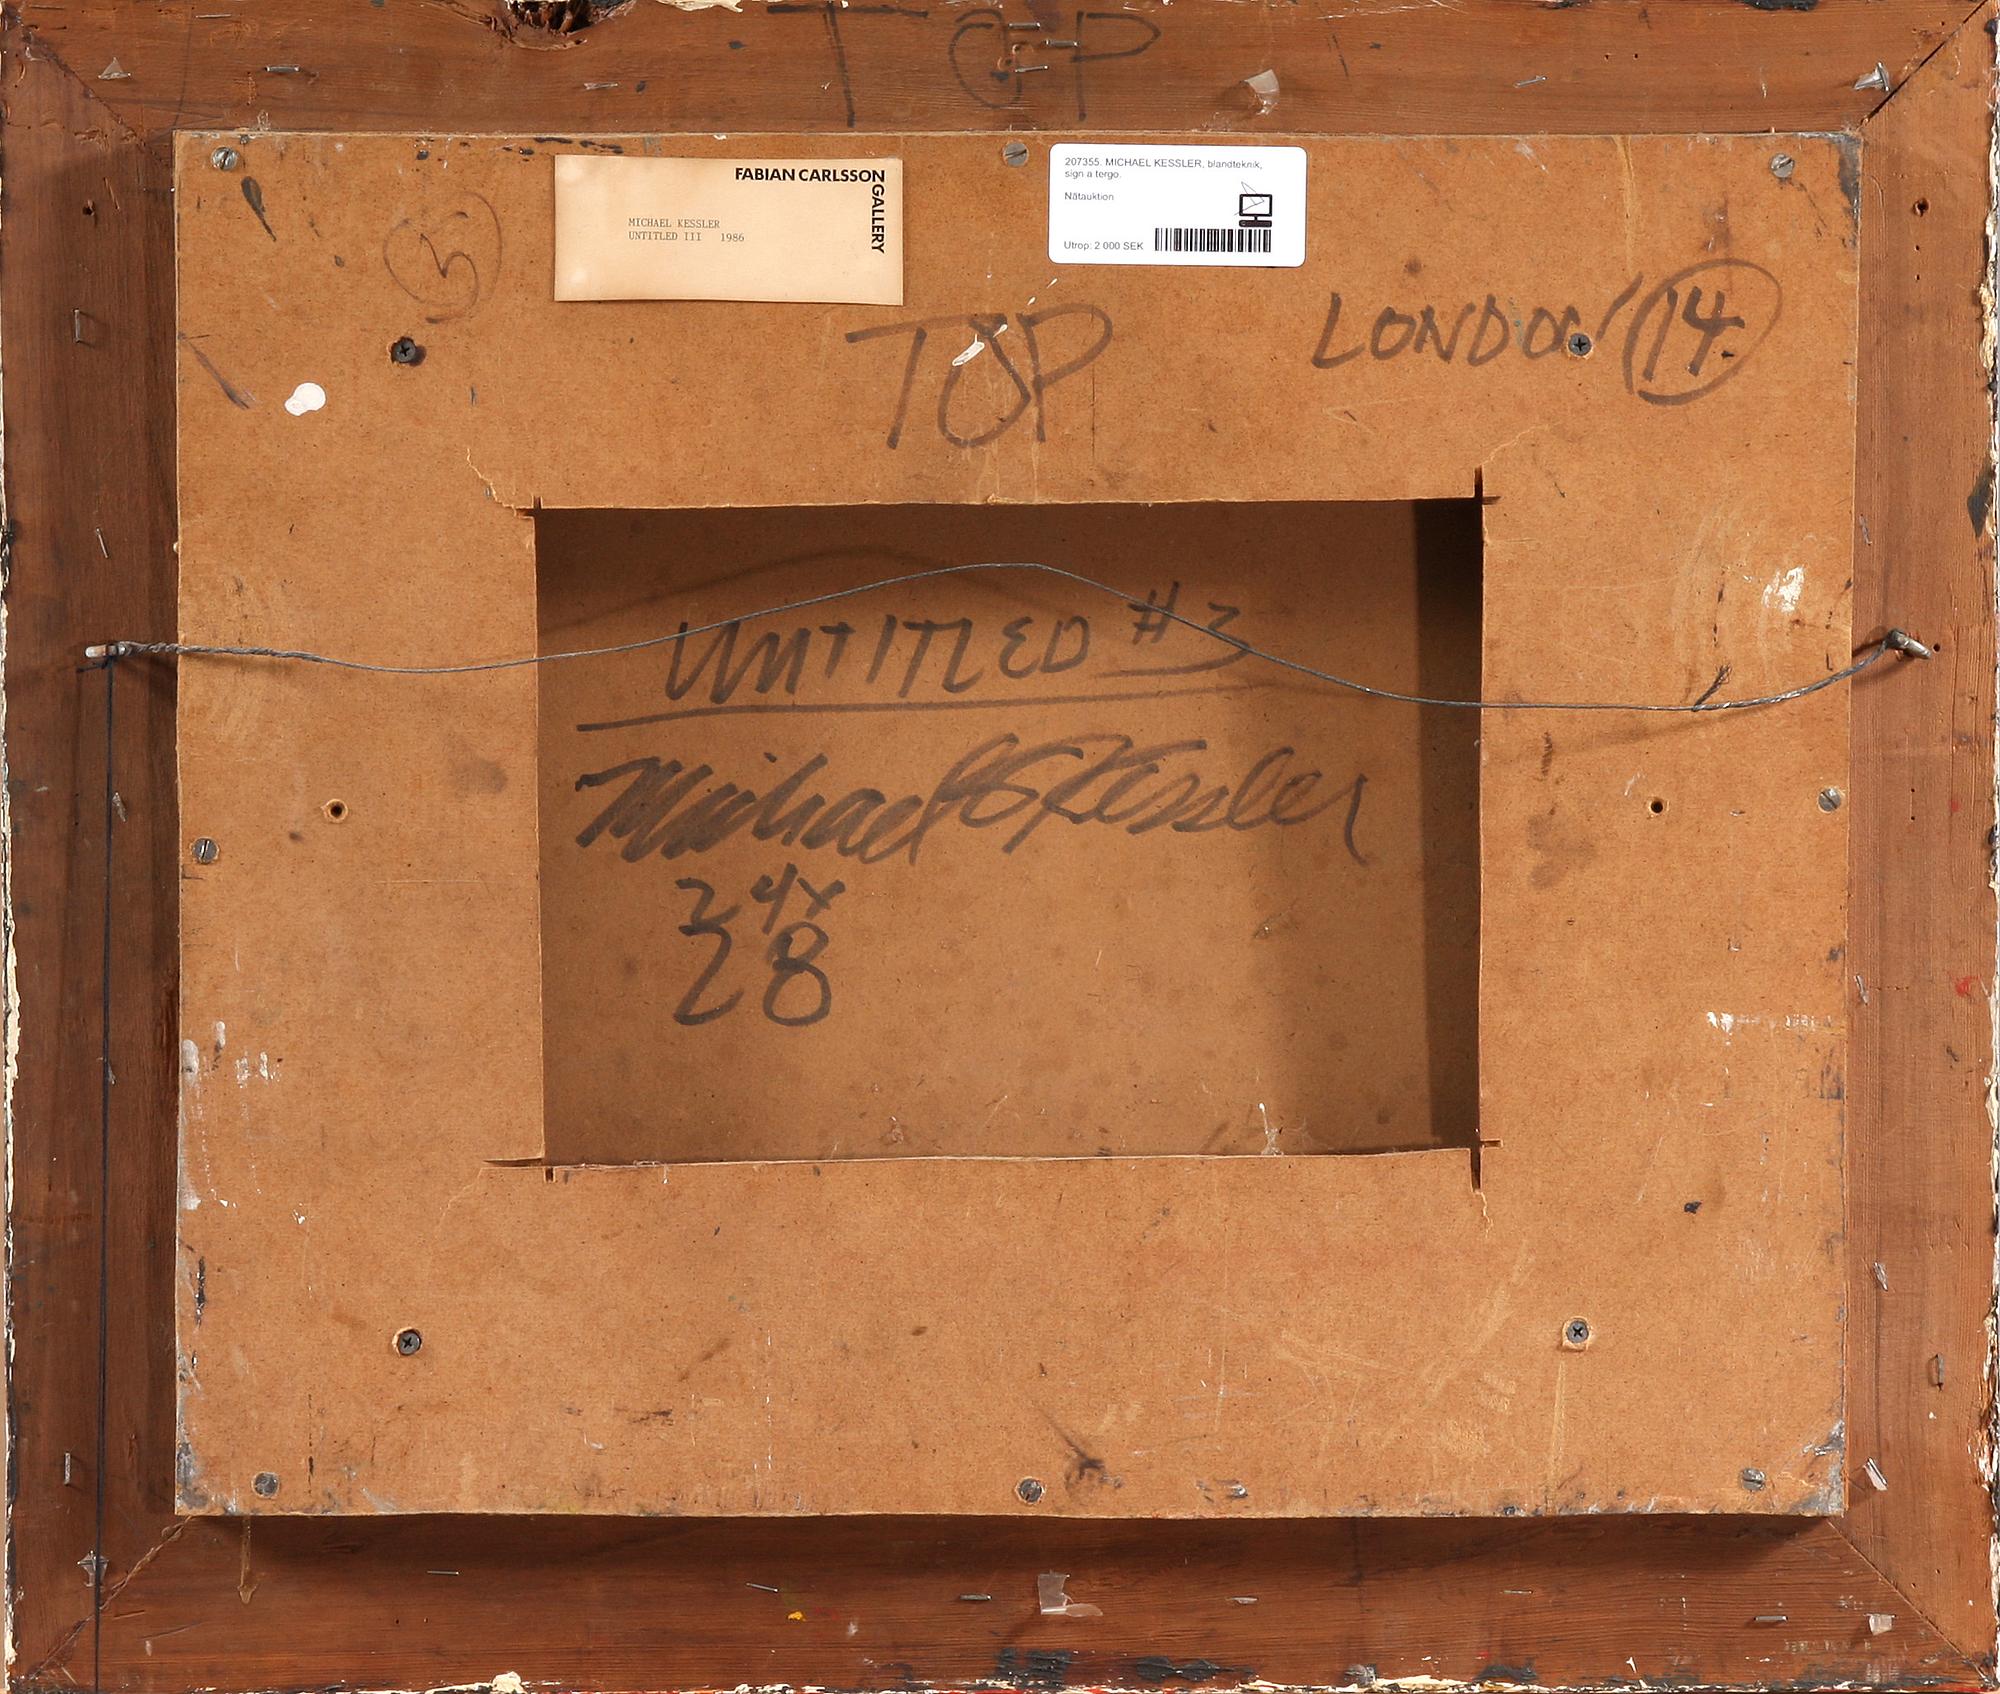 TOP
FABIAN CARLSSON
GALLERY
MICHAEL KESSLER
UNTITLED III 1986
207355. MICHAEL KESSLER, blandteknik,
sign a tergo.
Nätauktion
Utrop: 2 000 SEK
3
TOP
LONDON 14
UNTITLED #3
Michael G Kessler
24x
28